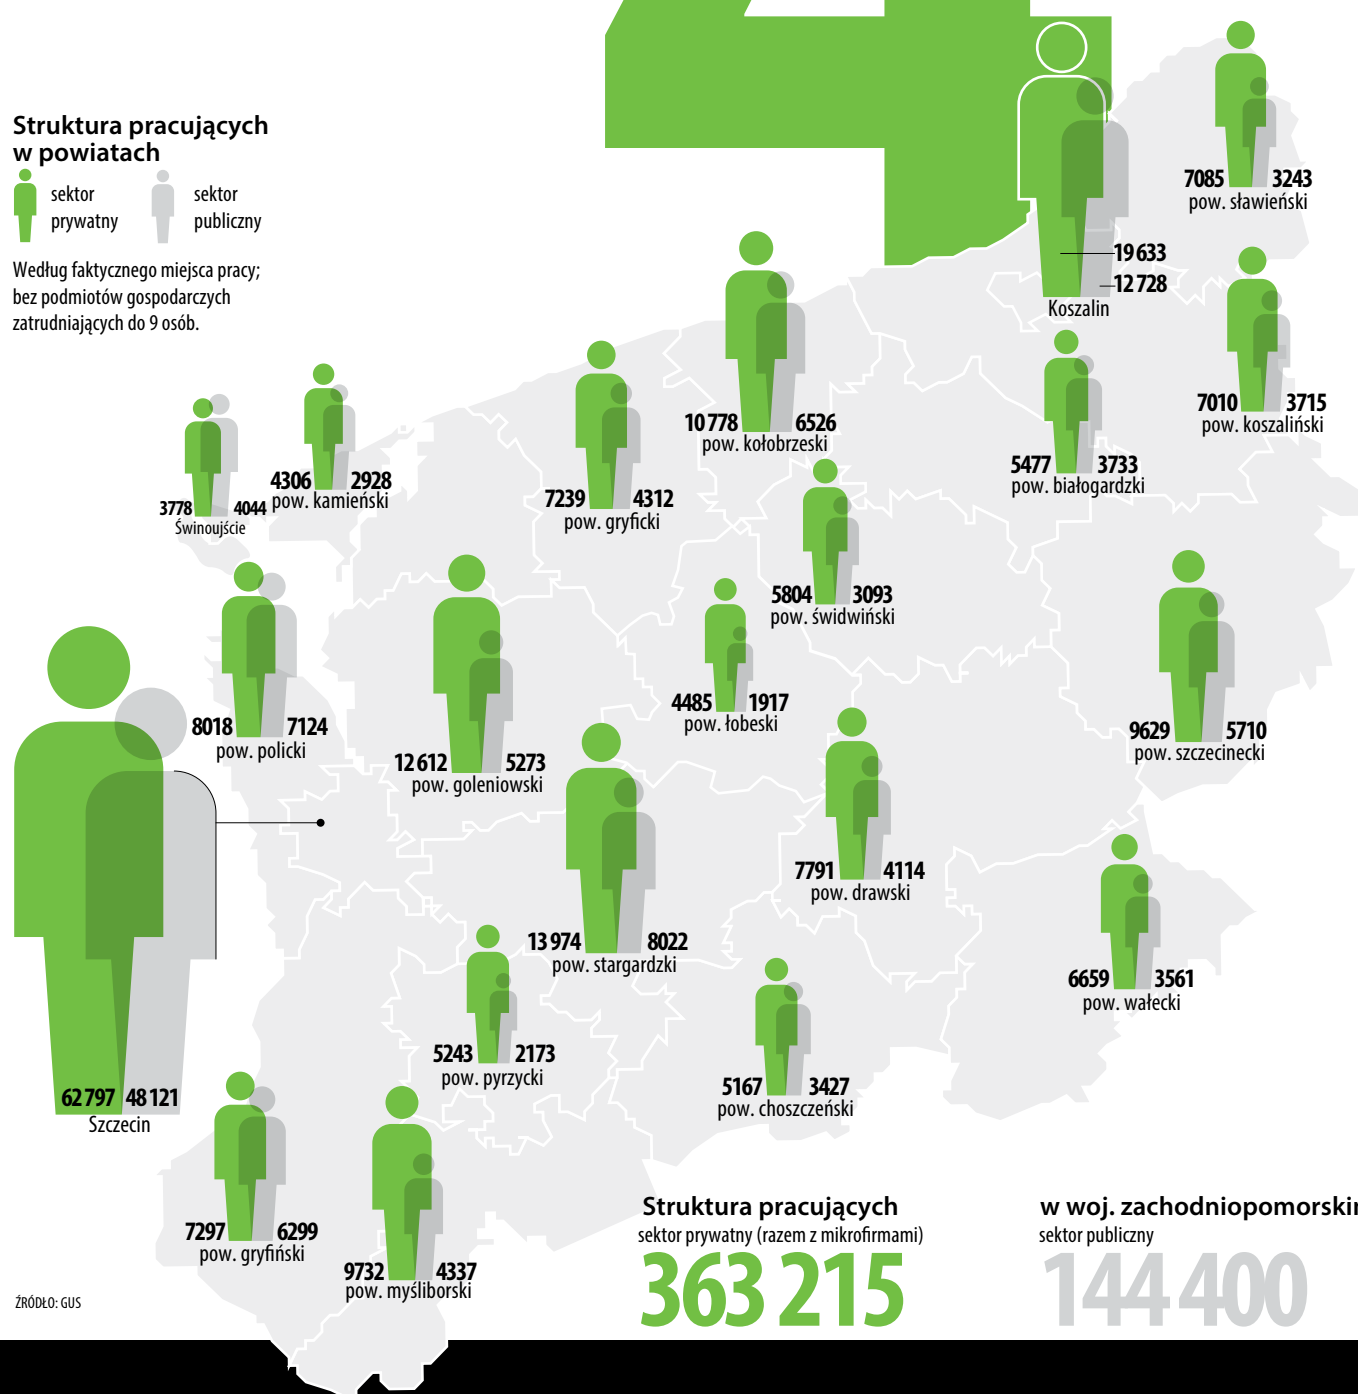 4
Struktura pracujących
w powiatach
sektor
prywatny
sektor
publiczny
Według faktycznego miejsca pracy;
bez podmiotów gospodarczych
zatrudniających do 9 osób.
7085 3243
pow. sławieński
19 633
12 728
Koszalin
7010 3715
pow. koszaliński
10 778 6526
pow. kołobrzeski
5477 3733
pow. białogardzki
4306 2928
pow. kamieński
3778 4044
Świnoujście
7239 4312
pow. gryficki
5804 3093
pow. świdwiński
8018 7124
pow. policki
12 612 5273
pow. goleniowski
4485 1917
pow. łobeski
9629 5710
pow. szczecinecki
7791 4114
pow. drawski
13 974 8022
pow. stargardzki
6659 3561
pow. wałecki
5243 2173
pow. pyrzycki
5167 3427
pow. choszczeński
62 797 48 121
Szczecin
7297 6299
pow. gryfiński
9732 4337
pow. myśliborski
Struktura pracujących w woj. zachodniopomorskim
sektor prywatny (razem z mikrofirmami)
363 215
sektor publiczny
144 400
ŹRÓDŁO: GUS